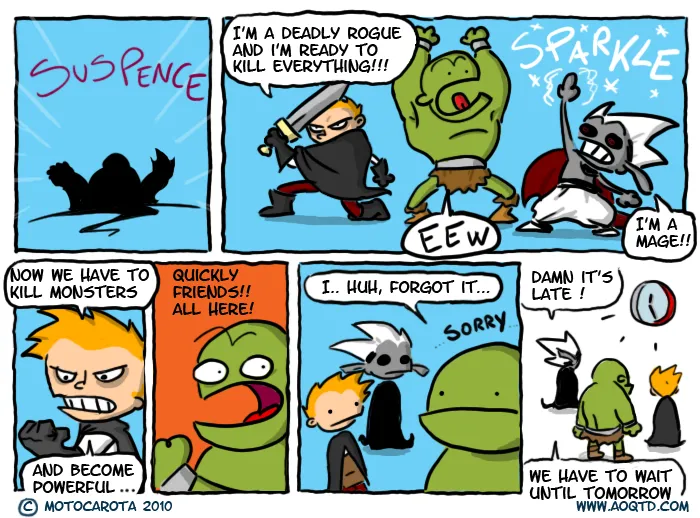 SUSPENCE
I'M A DEADLY ROGUE
AND I'M READY TO
KILL EVERYTHING!!!
SPARKLE
EEW
I'M A
MAGE!!
NOW WE HAVE TO
KILL MONSTERS
AND BECOME
POWERFUL ...
QUICKLY
FRIENDS!!
ALL HERE!
I.. HUH, FORGOT IT...
SORRY...
DAMN IT'S
LATE !
WE HAVE TO WAIT
UNTIL TOMORROW
© MOTOCAROTA 2010
WWW.AOQTD.COM